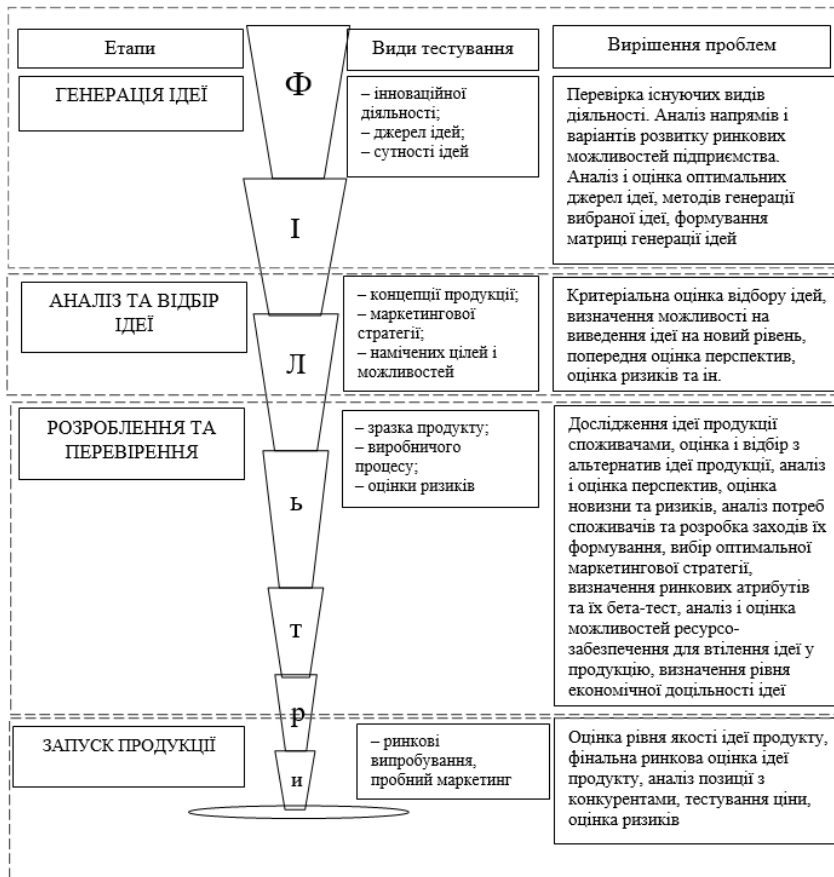 Етапи
Види тестування
Вирішення проблем
ГЕНЕРАЦІЯ ІДЕЇ
– інноваційної
діяльності;
– джерел ідей;
– сутності ідей
Перевірка існуючих видів
діяльності. Аналіз напрямів і
варіантів розвитку ринкових
можливостей підприємства.
Аналіз і оцінка оптимальних
джерел ідеї, методів генерації
вибраної ідеї, формування
матриці генерації ідей
Ф
І
АНАЛІЗ ТА ВІДБІР
ІДЕЇ
– концепції продукції;
– маркетингової
стратегії;
– намічених цілей і
можливостей
Критеріальна оцінка відбору ідей,
визначення можливості на
виведення ідеї на новий рівень,
попередня оцінка перспектив,
оцінка ризиків та ін.
Л
РОЗРОБЛЕННЯ ТА
ПЕРЕВІРЕННЯ
– зразка продукту;
– виробничого
процесу;
– оцінки ризиків
Дослідження ідеї продукції
споживачами, оцінка і відбір з
альтернатив ідеї продукції, аналіз
і оцінка перспектив, оцінка
новизни та ризиків, аналіз потреб
споживачів та розробка заходів їх
формування, вибір оптимальної
маркетингової стратегії,
визначення ринкових атрибутів
та їх бета-тест, аналіз і оцінка
можливостей ресурсо-
забезпечення для втілення ідеї у
продукцію, визначення рівня
економічної доцільності ідеї
ь
т
р
ЗАПУСК ПРОДУКЦІЇ
– ринкові
випробування,
пробний маркетинг
Оцінка рівня якості ідеї продукту,
фінальна ринкова оцінка ідеї
продукту, аналіз позиції з
конкурентами, тестування ціни,
оцінка ризиків
и